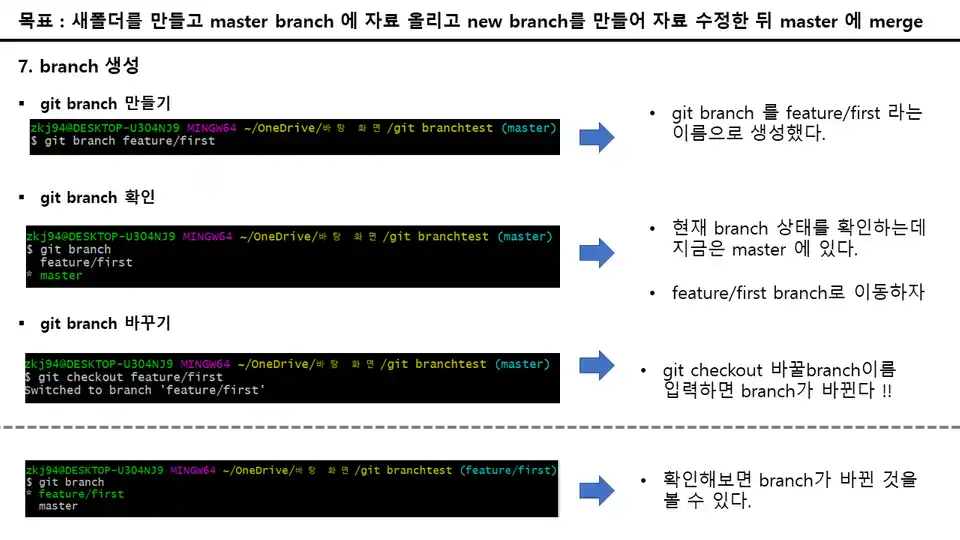 목표 : 새폴더를 만들고 master branch 에 자료 올리고 new branch를 만들어 자료 수정한 뒤 master 에 merge
7. branch 생성
▪ git branch 만들기
zkj94@DESKTOP-U3O4NJ9 MINGW64 ~/OneDrive/바탕 화면/git branchtest (master)
$ git branch feature/first
• git branch 를 feature/first 라는
이름으로 생성했다.
▪ git branch 확인
zkj94@DESKTOP-U3O4NJ9 MINGW64 ~/OneDrive/바탕 화면/git branchtest (master)
$ git branch
feature/first
* master
• 현재 branch 상태를 확인하는데
지금은 master 에 있다.
• feature/first branch로 이동하자
▪ git branch 바꾸기
zkj94@DESKTOP-U3O4NJ9 MINGW64 ~/OneDrive/바탕 화면/git branchtest (master)
$ git checkout feature/first
Switched to branch 'feature/first'
• git checkout 바꿀branch이름
입력하면 branch가 바뀐다 !!
zkj94@DESKTOP-U3O4NJ9 MINGW64 ~/OneDrive/바탕 화면/git branchtest (feature/first)
$ git branch
* feature/first
master
• 확인해보면 branch가 바뀐 것을
볼 수 있다.